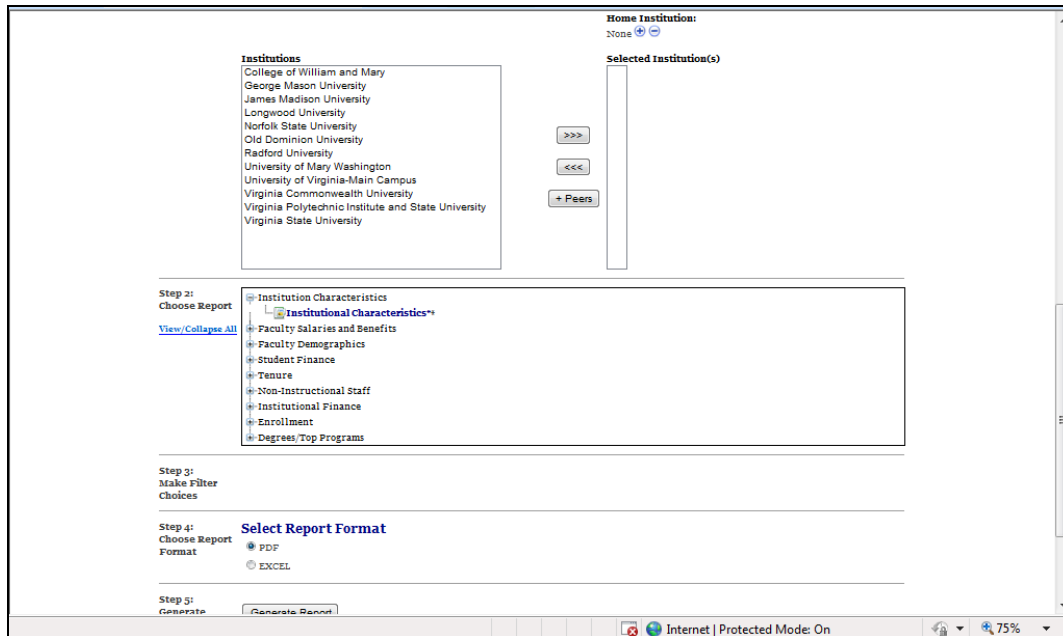 Home Institution:
None
Institutions
Selected Institution(s)
College of William and Mary
George Mason University
James Madison University
Longwood University
Norfolk State University
Old Dominion University
Radford University
University of Mary Washington
University of Virginia-Main Campus
Virginia Commonwealth University
Virginia Polytechnic Institute and State University
Virginia State University
>>>
<<<
+ Peers
Step 2:
Choose Report
View/Collapse All
Institution Characteristics
Institutional Characteristics*‡
Faculty Salaries and Benefits
Faculty Demographics
Student Finance
Tenure
Non-Instructional Staff
Institutional Finance
Enrollment
Degrees/Top Programs
Step 3:
Make Filter
Choices
Step 4:
Choose Report
Format
Select Report Format
PDF
EXCEL
Step 5:
Generate
Generate Report
Internet | Protected Mode: On
75%